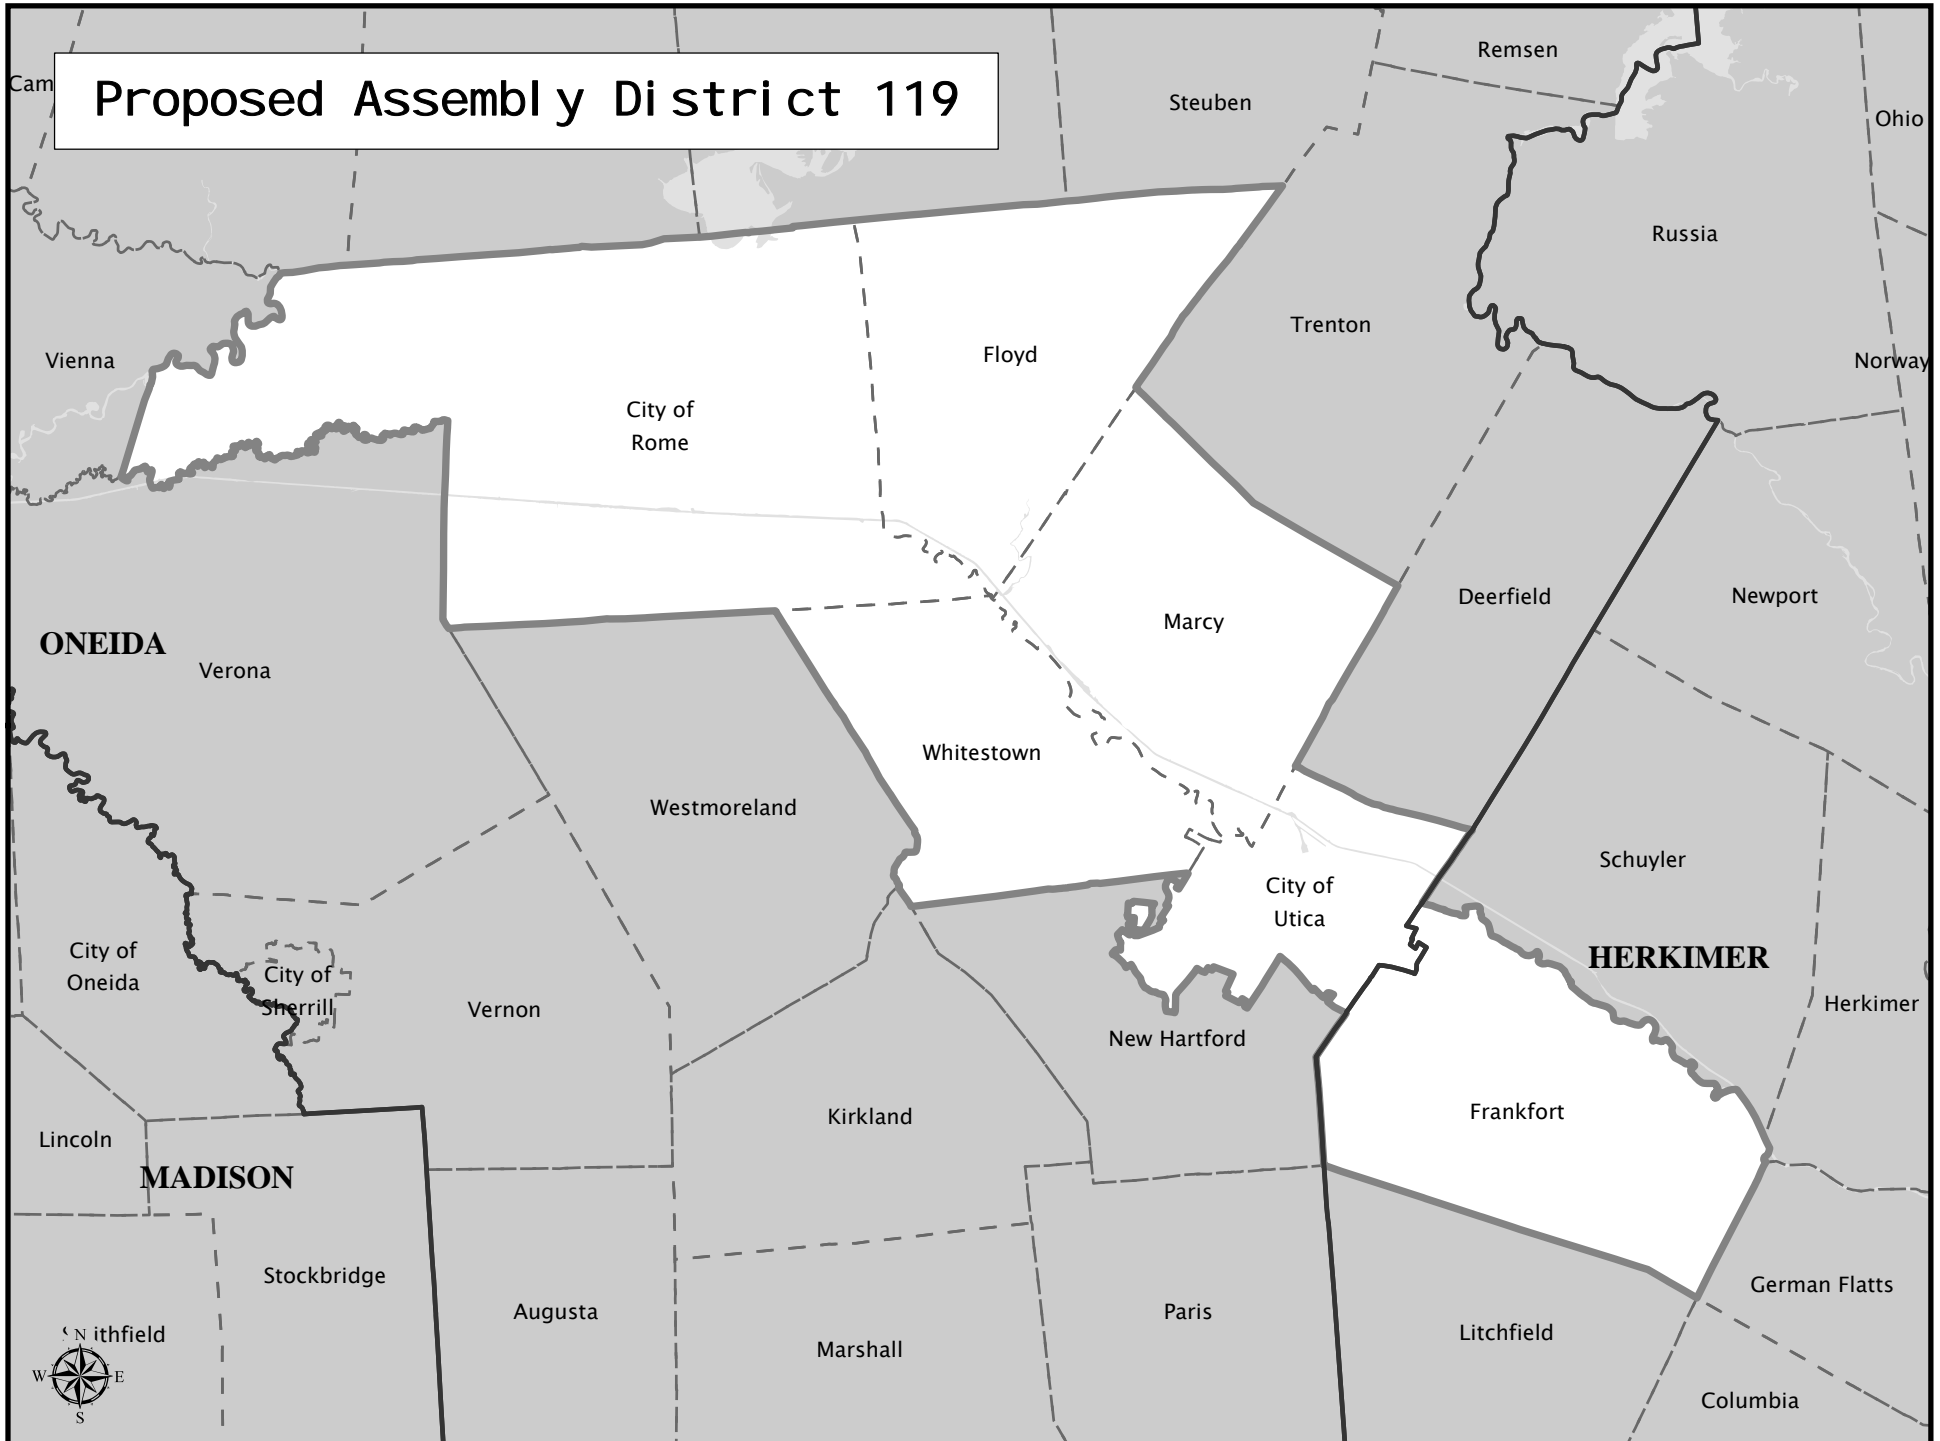 Proposed Assembly District 119
Cam
Remsen
Steuben
Ohio
Russia
Trenton
Floyd
Vienna
Norway
City of
Rome
Deerfield
Newport
Marcy
ONEIDA
Verona
Whitestown
Westmoreland
Schuyler
City of
Utica
City of
Oneida
City of
Sherrill
HERKIMER
Herkimer
Vernon
New Hartford
Frankfort
Kirkland
Lincoln
MADISON
Stockbridge
German Flatts
Augusta
Paris
Litchfield
ithfield
Marshall
Columbia
N
W
E
S